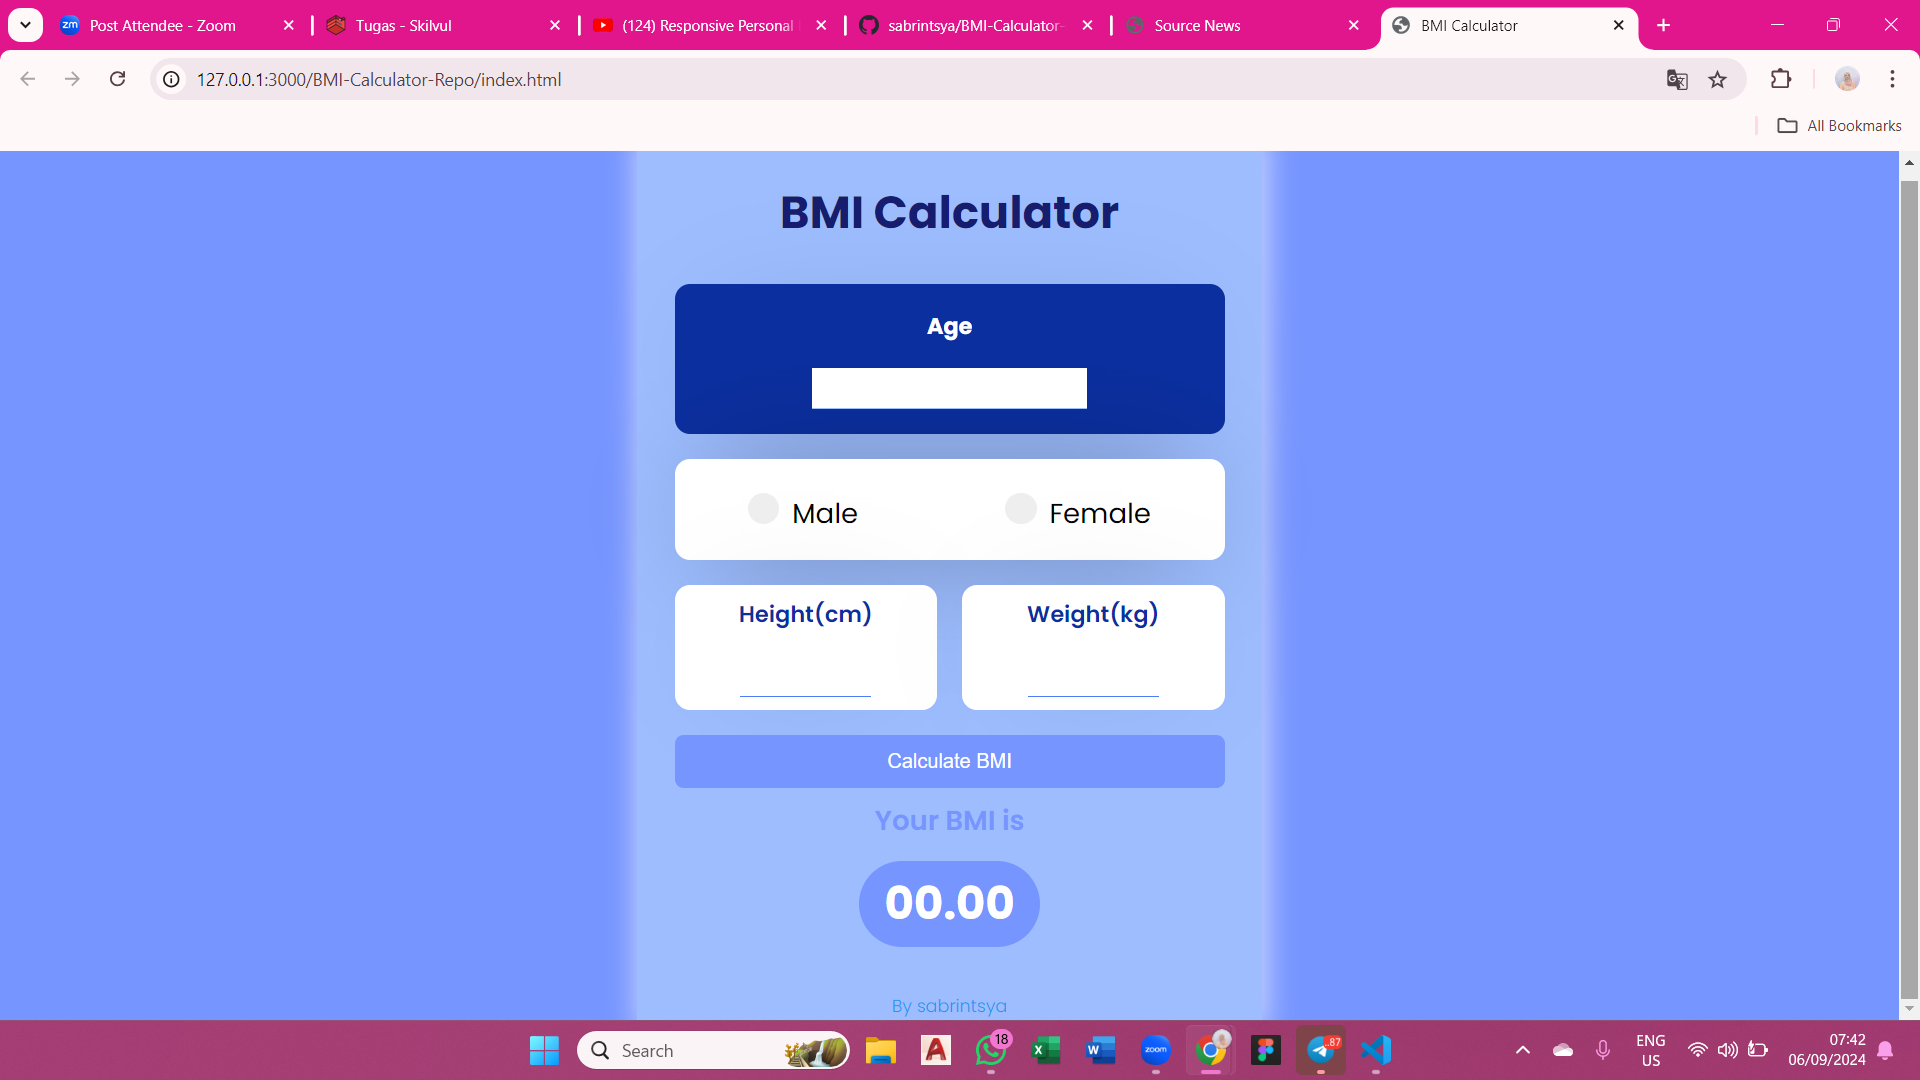 zm Post Attendee - Zoom
Tugas - Skilvul
(124) Responsive Personal
sabrintsya/BMI-Calculator-
Source News
BMI Calculator
127.0.0.1:3000/BMI-Calculator-Repo/index.html
All Bookmarks
BMI Calculator
Age
Male
Female
Height(cm)
Weight(kg)
Calculate BMI
Your BMI is
00.00
By sabrintsya
Search
18
zoom
87
ENG
US
07:42
06/09/2024